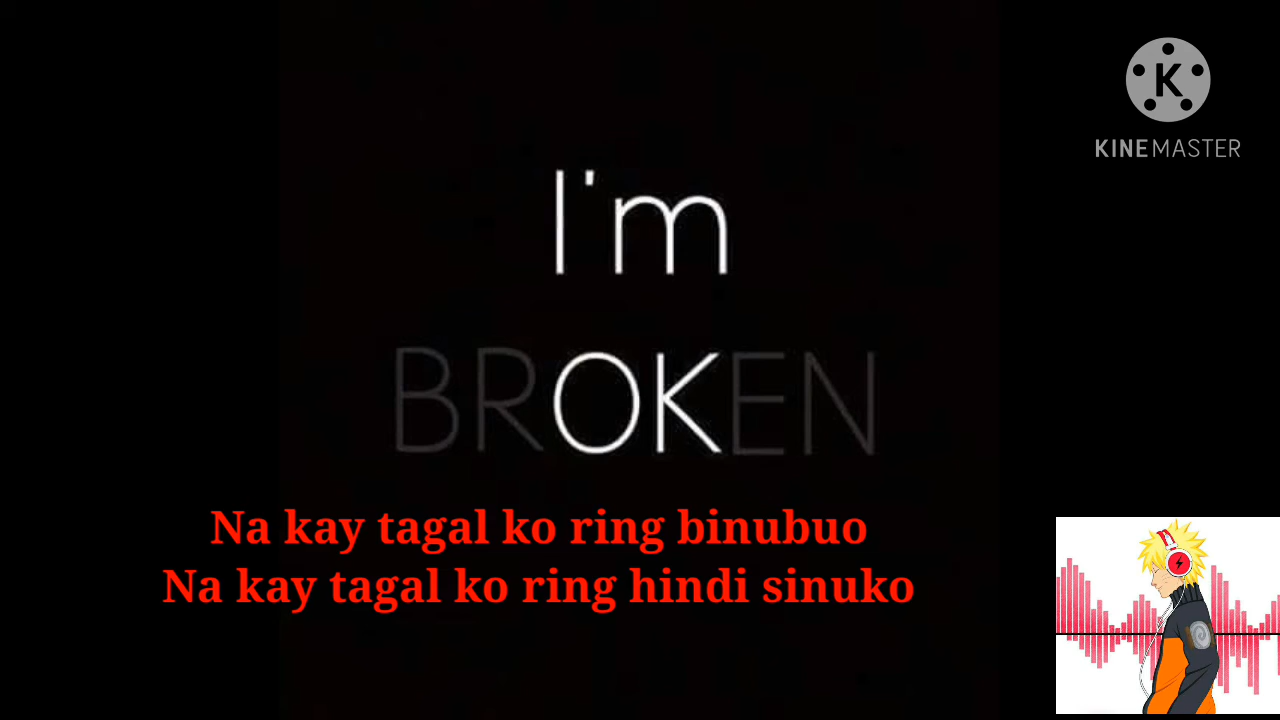 KINEMASTER
I'm
BROKEN
Na kay tagal ko ring binubuo
Na kay tagal ko ring hindi sinuko